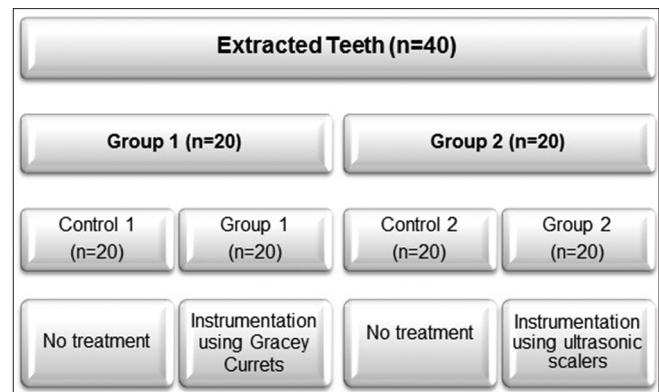 Extracted Teeth (n=40)
Group 1 (n=20)
Group 2 (n=20)
Control 1
(n=20)
Group 1
(n=20)
Control 2
(n=20)
Group 2
(n=20)
No treatment
Instrumentation
using Gracey
Currets
No treatment
Instrumentation
using ultrasonic
scalers